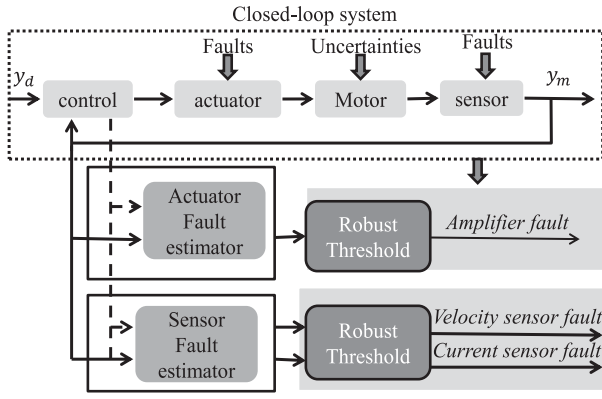 Closed-loop system
Faults
Uncertainties
Faults
y_d
control
actuator
Motor
sensor
y_m
Actuator
Fault
estimator
Robust
Threshold
Amplifier fault
Sensor
Fault
estimator
Robust
Threshold
Velocity sensor fault
Current sensor fault